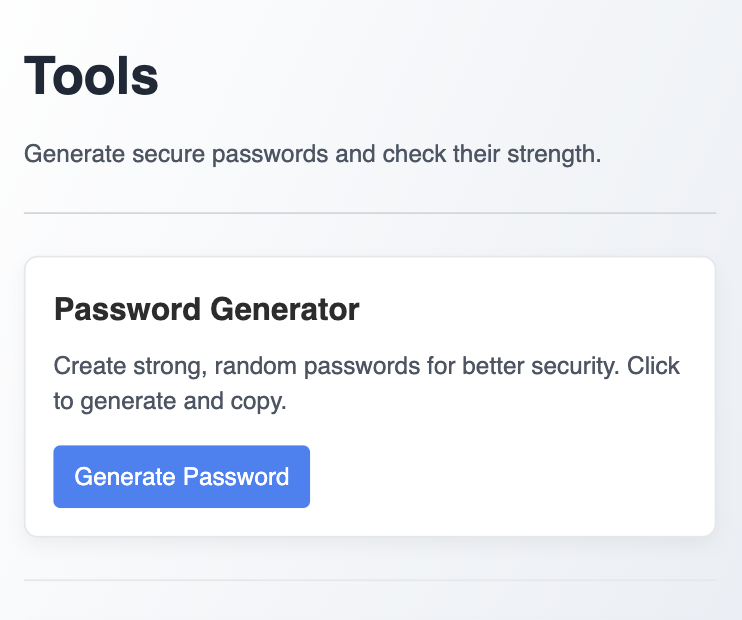 Tools
Generate secure passwords and check their strength.
Password Generator
Create strong, random passwords for better security. Click
to generate and copy.
Generate Password